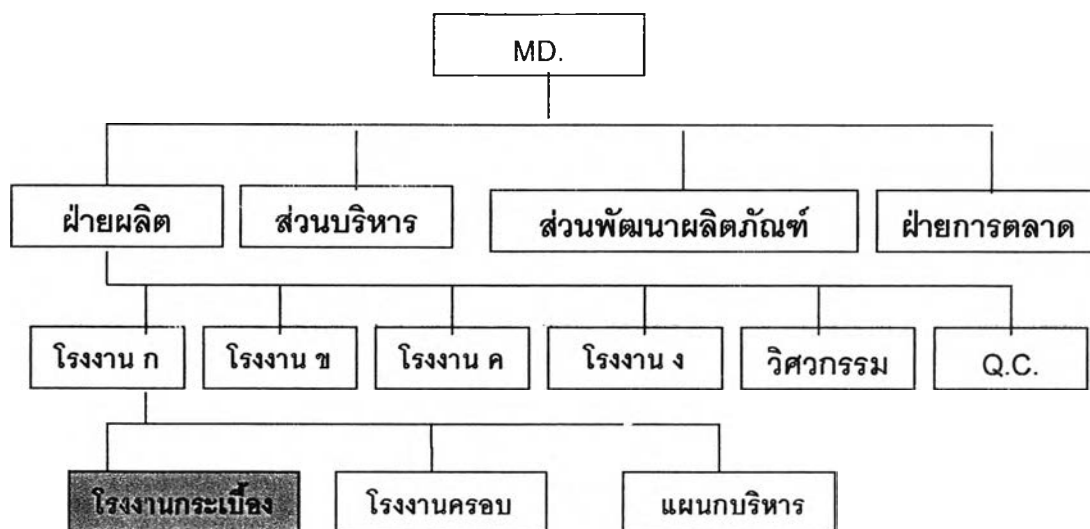 MD.
ฝ่ายผลิต
ส่วนบริหาร
ส่วนพัฒนาผลิตภัณฑ์
ฝ่ายการตลาด
โรงงาน ก
โรงงาน ข
โรงงาน ค
โรงงาน ง
วิศวกรรม
Q.C.
โรงงานกระเบื้อง
โรงงานครอบ
แผนกบริหาร